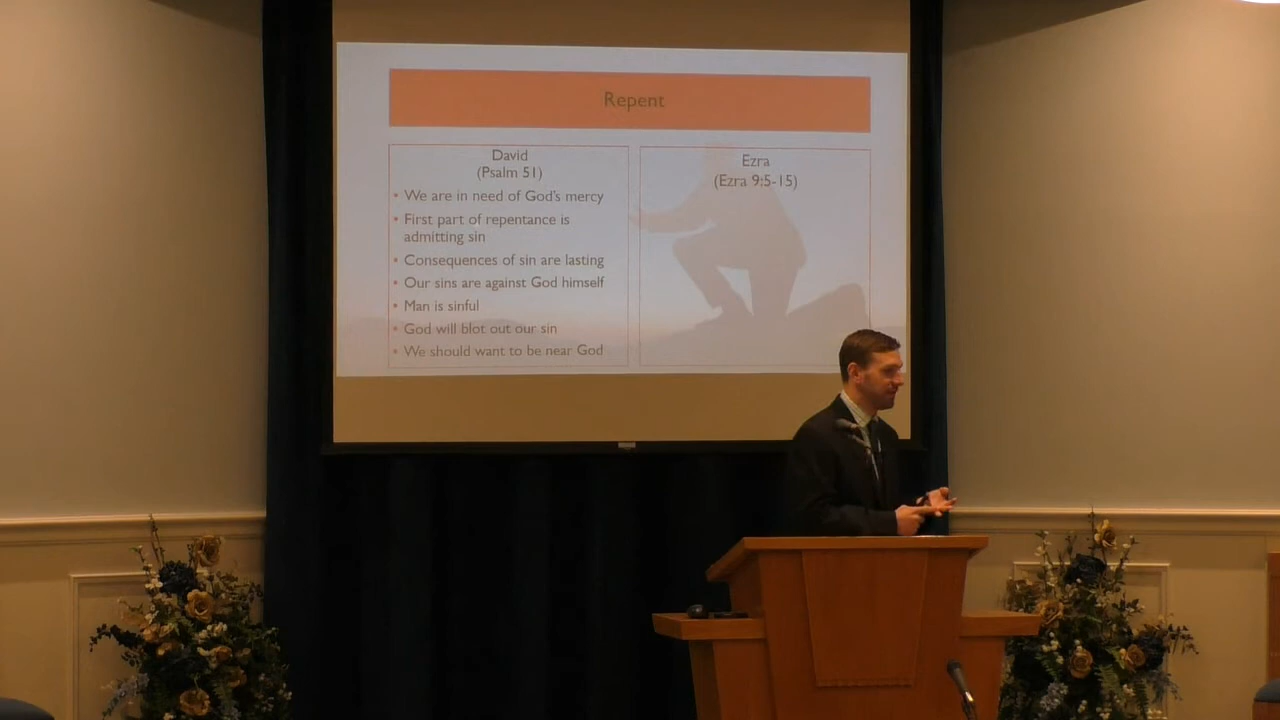 Repent
David
(Psalm 51)
• We are in need of God's mercy
• First part of repentance is
admitting sin
• Consequences of sin are lasting
• Our sins are against God himself
• Man is sinful
• God will blot out our sin
• We should want to be near God
Ezra
(Ezra 9:5-15)